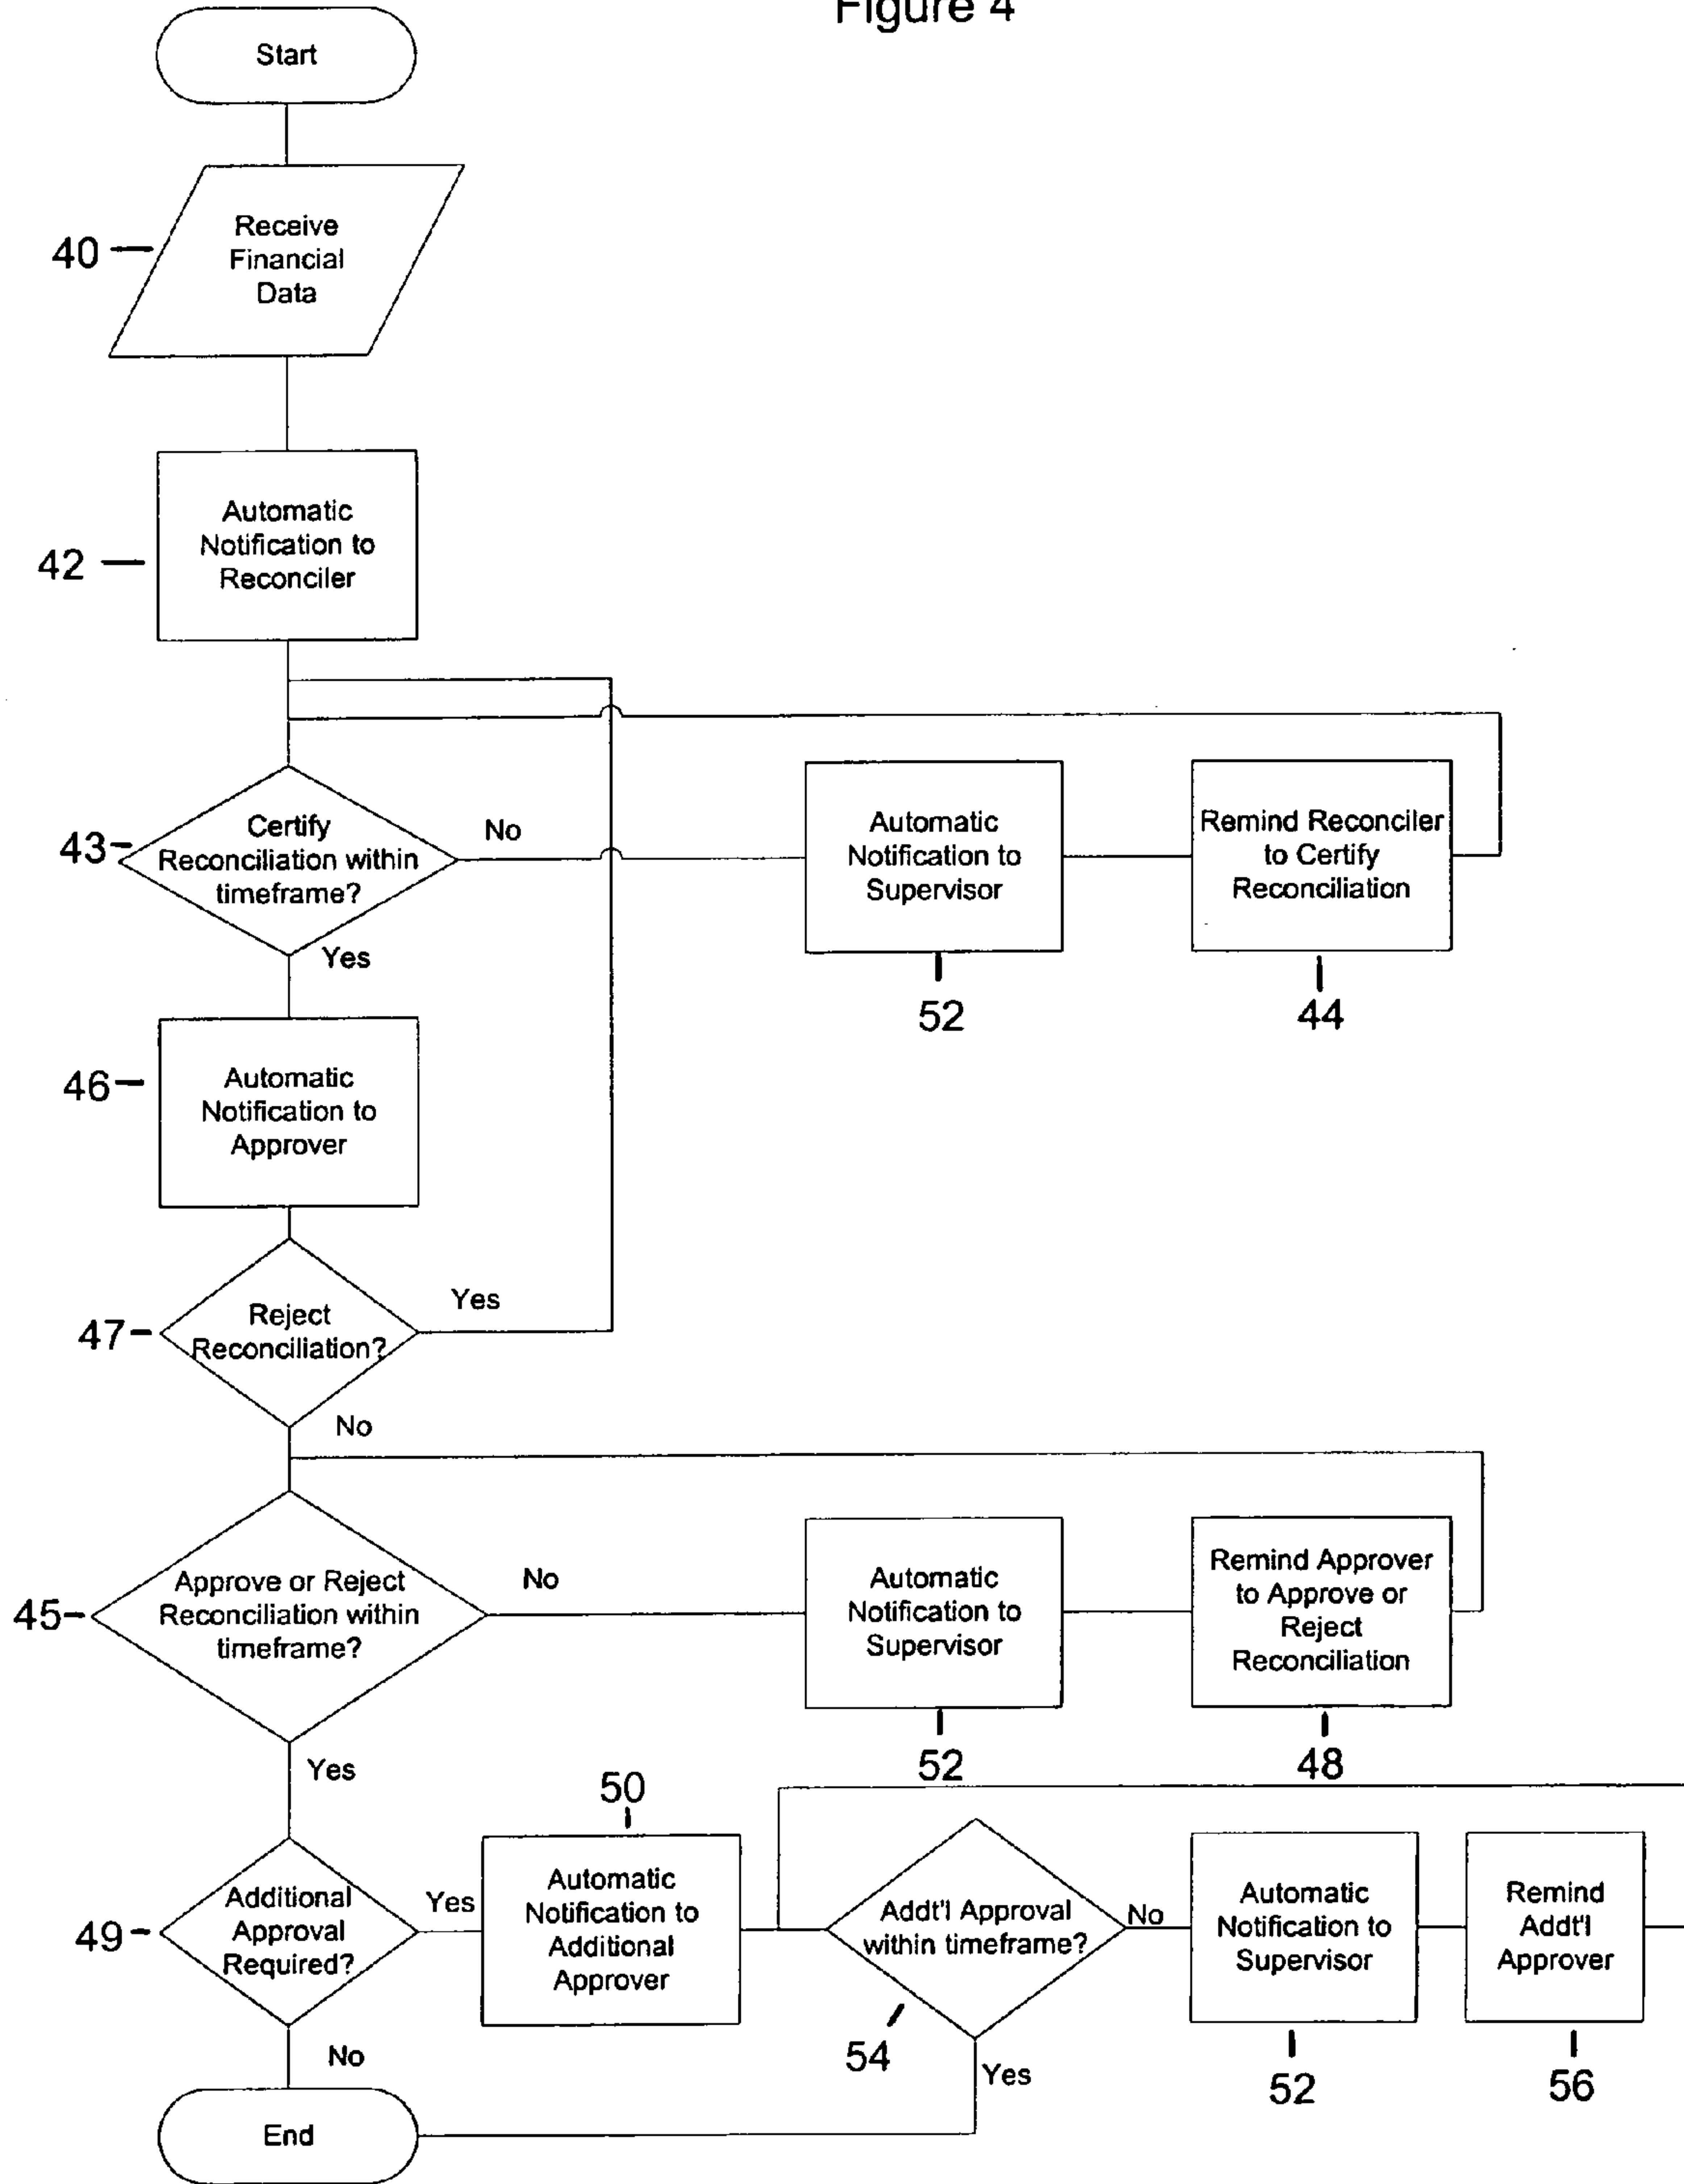 Figure 4
Start
40
Receive
Financial
Data
42
Automatic
Notification to
Reconciler
43
Certify
Reconciliation within
timeframe?
No
Automatic
Notification to
Supervisor
52
Remind Reconciler
to Certify
Reconciliation
44
Yes
46
Automatic
Notification to
Approver
47
Reject
Reconciliation?
Yes
No
45
Approve or Reject
Reconciliation within
timeframe?
No
Automatic
Notification to
Supervisor
52
Remind Approver
to Approve or
Reject
Reconciliation
48
Yes
49
Additional
Approval
Required?
Yes
50
Automatic
Notification to
Additional
Approver
Addt'l Approval
within timeframe?
54
No
Automatic
Notification to
Supervisor
52
Remind
Addt'l
Approver
56
Yes
No
End